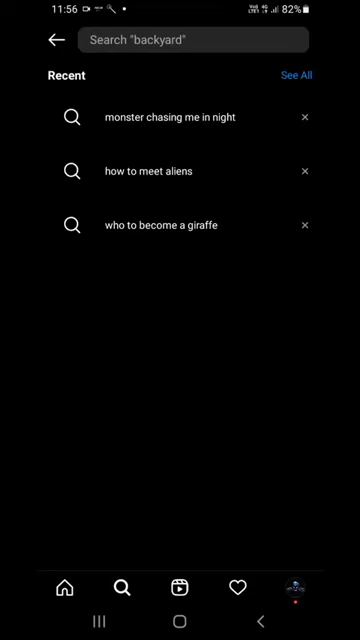 11:56
82%
Search "backyard"
Recent
See All
monster chasing me in night
how to meet aliens
who to become a giraffe